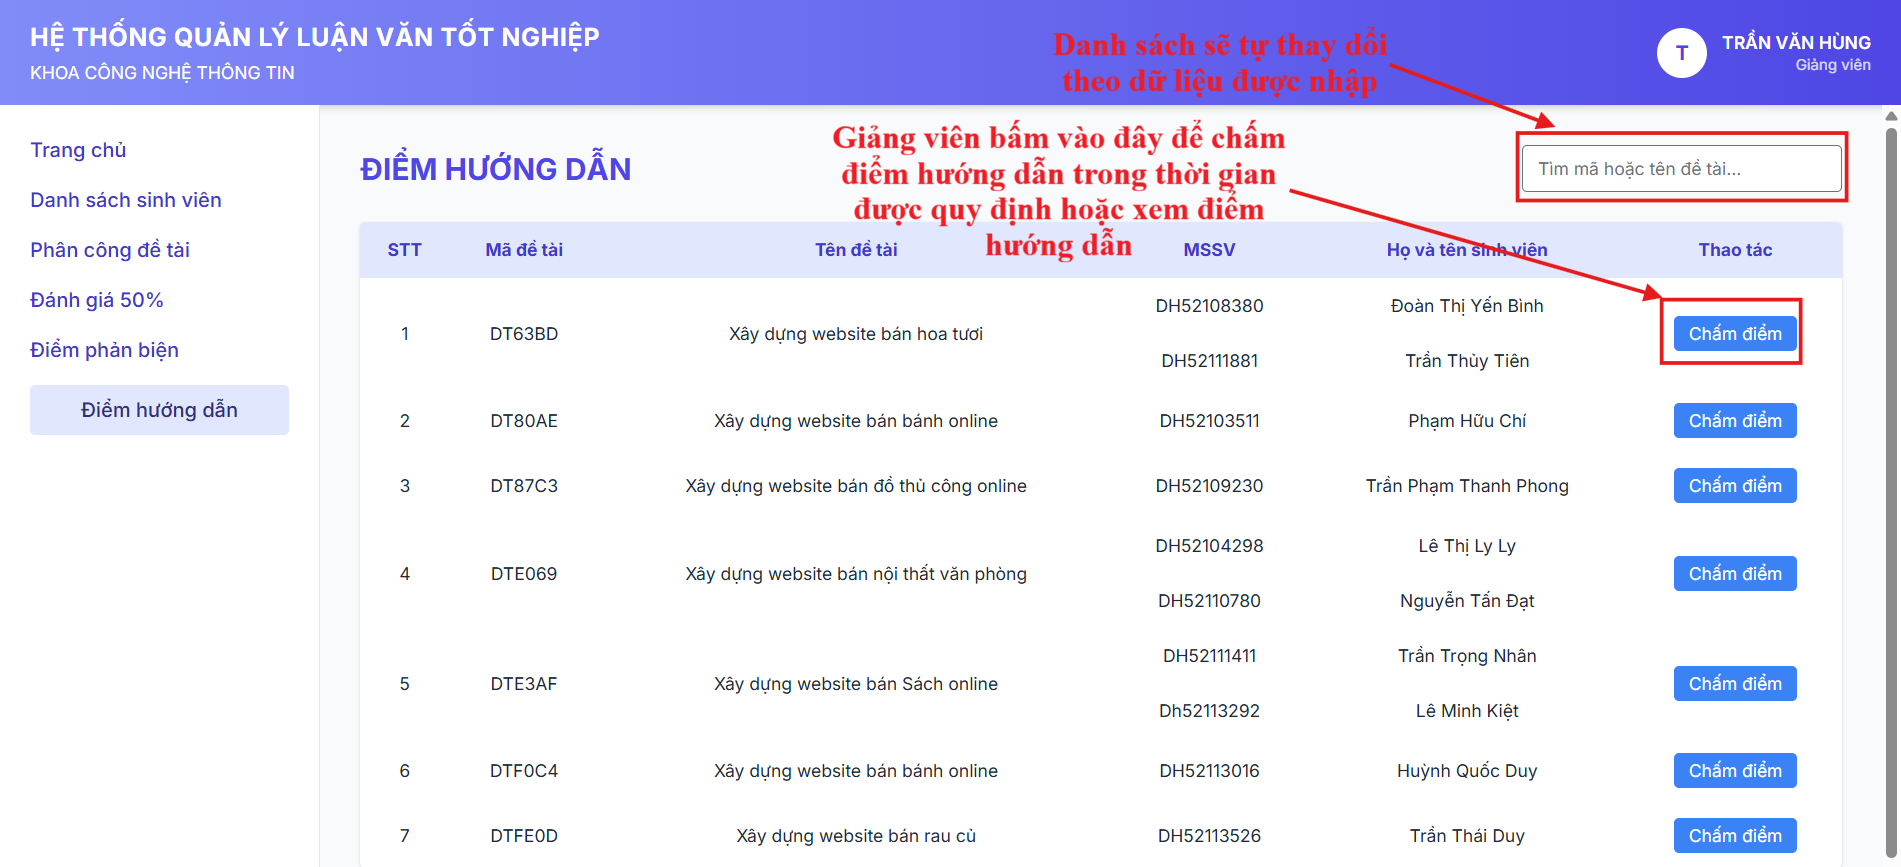 HỆ THỐNG QUẢN LÝ LUẬN VĂN TỐT NGHIỆP
KHOA CÔNG NGHỆ THÔNG TIN
Danh sách sẽ tự thay đổi
theo dữ liệu được nhập
T
TRẦN VĂN HÙNG
Giảng viên
Trang chủ
Danh sách sinh viên
Phân công đề tài
Đánh giá 50%
Điểm phản biện
Điểm hướng dẫn
ĐIỂM HƯỚNG DẪN
Giảng viên bấm vào đây để chấm
điểm hướng dẫn trong thời gian
được quy định hoặc xem điểm
hướng dẫn
Tìm mã hoặc tên đề tài...
STT Mã đề tài Tên đề tài MSSV Họ và tên sinh viên Thao tác
DH52108380 Đoàn Thị Yến Bình
1 DT63BD Xây dựng website bán hoa tươi Chấm điểm
DH52111881 Trần Thủy Tiên
2 DT80AE Xây dựng website bán bánh online DH52103511 Phạm Hữu Chí Chấm điểm
3 DT87C3 Xây dựng website bán đồ thủ công online DH52109230 Trần Phạm Thanh Phong Chấm điểm
DH52104298 Lê Thị Ly Ly
4 DTE069 Xây dựng website bán nội thất văn phòng Chấm điểm
DH52110780 Nguyễn Tấn Đạt
DH52111411 Trần Trọng Nhân
5 DTE3AF Xây dựng website bán Sách online Chấm điểm
Dh52113292 Lê Minh Kiệt
6 DTF0C4 Xây dựng website bán bánh online DH52113016 Huỳnh Quốc Duy Chấm điểm
7 DTFE0D Xây dựng website bán rau củ DH52113526 Trần Thái Duy Chấm điểm